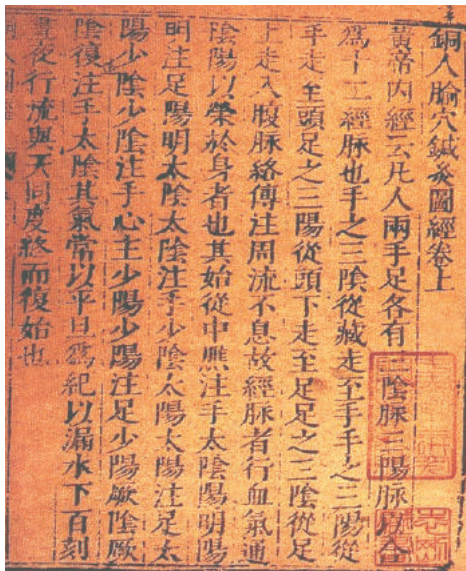 銅人腧穴鍼灸圖經卷上
黃帝內經云凡人兩手足各有三陰脈三陽脈以合
爲十二經脈也手之三陰從藏走至手手之三陽從
手走至頭足之三陽從頭下走至足足之三陰從足
上走入腹脈絡傳注周流不息故經脈者行血氣通
陰陽以榮於身者也其始從中焦注手太陰陽明陽
明注足陽明太陰太陰注手少陰太陽太陽注足太
陽少陰少陰注手心主少陽少陽注足少陽厥陰厥
陰復注手太陰其氣常以平旦爲紀以漏水下百刻
晝夜行流與天同度終而復始也